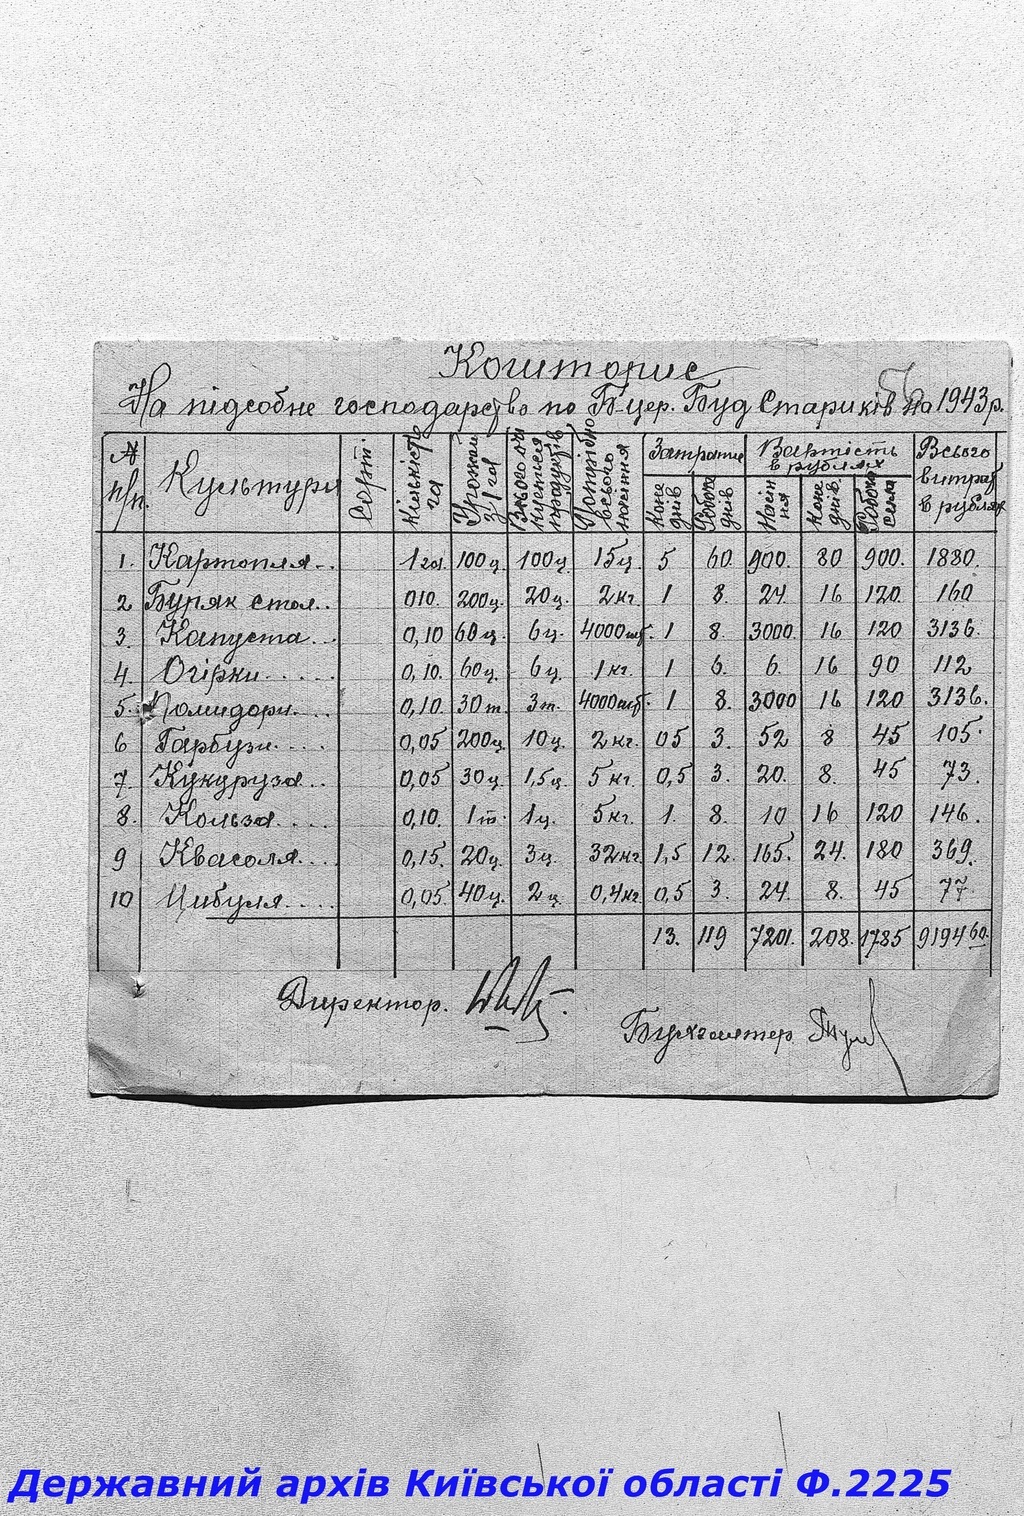 Кошторис
56
На підсобне господарство по Б-цер. Буд Стариків на 1943 р.
№ п/п. Культури Сорт. Кількість га Урожай з 1 га Всього продуктів Потрібно всього насіння Затрати Коне днів Робоч. днів Вартість в рублях Насін ня Коне днів. Робоча сила Всього витрат в рублях
1. Картопля.. 1 га. 100 ц. 100 ц. 15 ц. 5 60. 900. 80 900. 1880.
2 Буряк стол.. 010. 200 ц. 20 ц. 2 кг. 1 8. 24. 16 120. 160
3. Капуста... 0,10 60 ц. 6 ц. 4000 шт. 1 8. 3000. 16 120 3136.
4. Огірки..... 0,10. 60 ц. 6 ц. 1 кг. 1 6. 6. 16 90 112
5. Помидори.... 0,10. 30 т. 3 т. 4000 шт. 1 8. 3000 16 120 3136.
6 Гарбузи.... 0,05 200 ц 10 ц. 2 кг. 05 3. 52 8 45 105.
7. Кукуруза... 0,05 30 ц. 1,5 ц. 5 кг. 0,5 3. 20. 8. 45 73.
8. Кользa.... 0,10. 1 т. 1 ц. 5 кг. 1. 8. 10 16 120 146.
9 Квасоля.... 0,15. 20 ц. 3 ц. 32 кг. 1,5 12. 165. 24. 180 369.
10 Цибуля.... 0,05 40 ц. 2 ц. 0,4 кг. 0,5 3. 24. 8. 45 77.
13. 119 7201. 208. 1785 9194 60.
Директор.
Бухгалтер
Державний архів Київської області Ф.2225